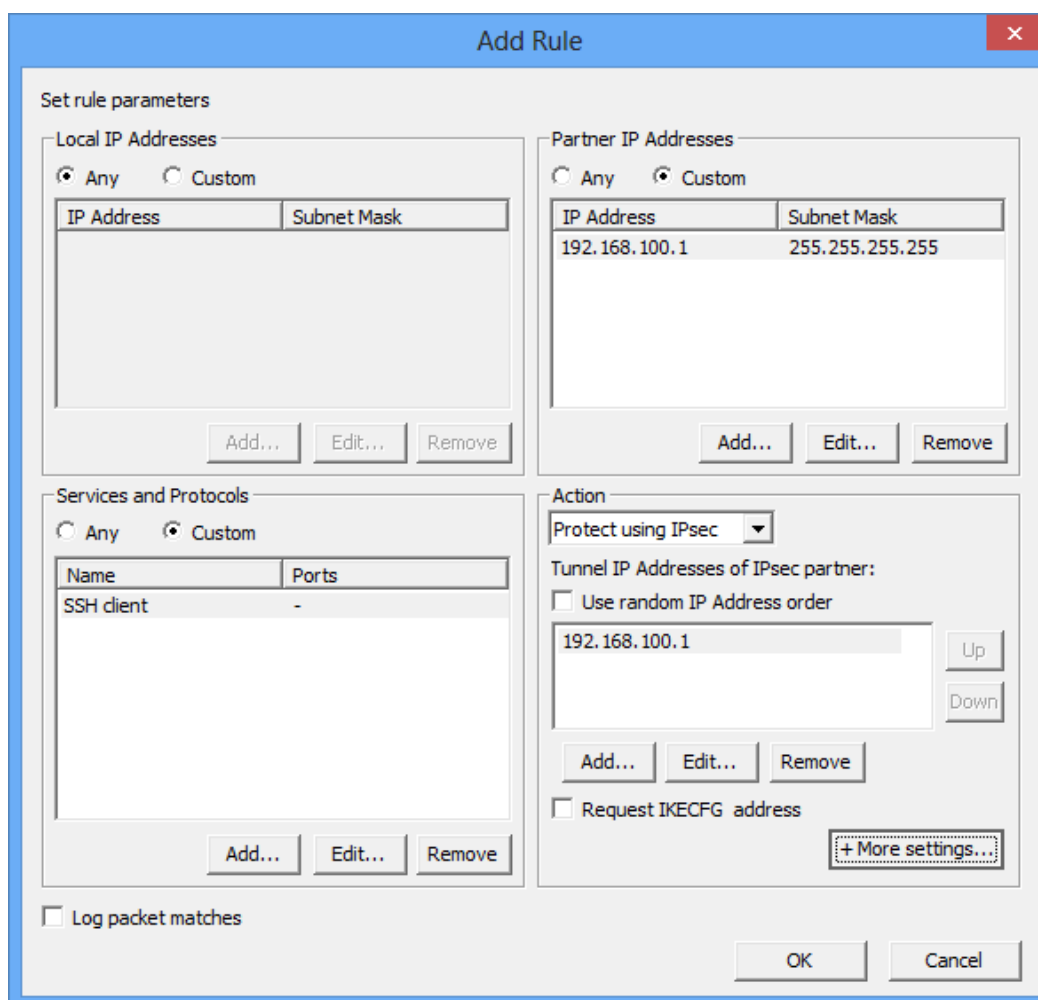 Add Rule
Set rule parameters
Local IP Addresses
Any Custom
IP Address Subnet Mask
Add... Edit... Remove
Partner IP Addresses
Any Custom
IP Address Subnet Mask
192.168.100.1 255.255.255.255
Add... Edit... Remove
Services and Protocols
Any Custom
Name Ports
SSH client -
Add... Edit... Remove
Action
Protect using IPsec
Tunnel IP Addresses of IPsec partner:
Use random IP Address order
192.168.100.1
Up
Down
Add... Edit... Remove
Request IKECFG address
+ More settings...
Log packet matches
OK Cancel